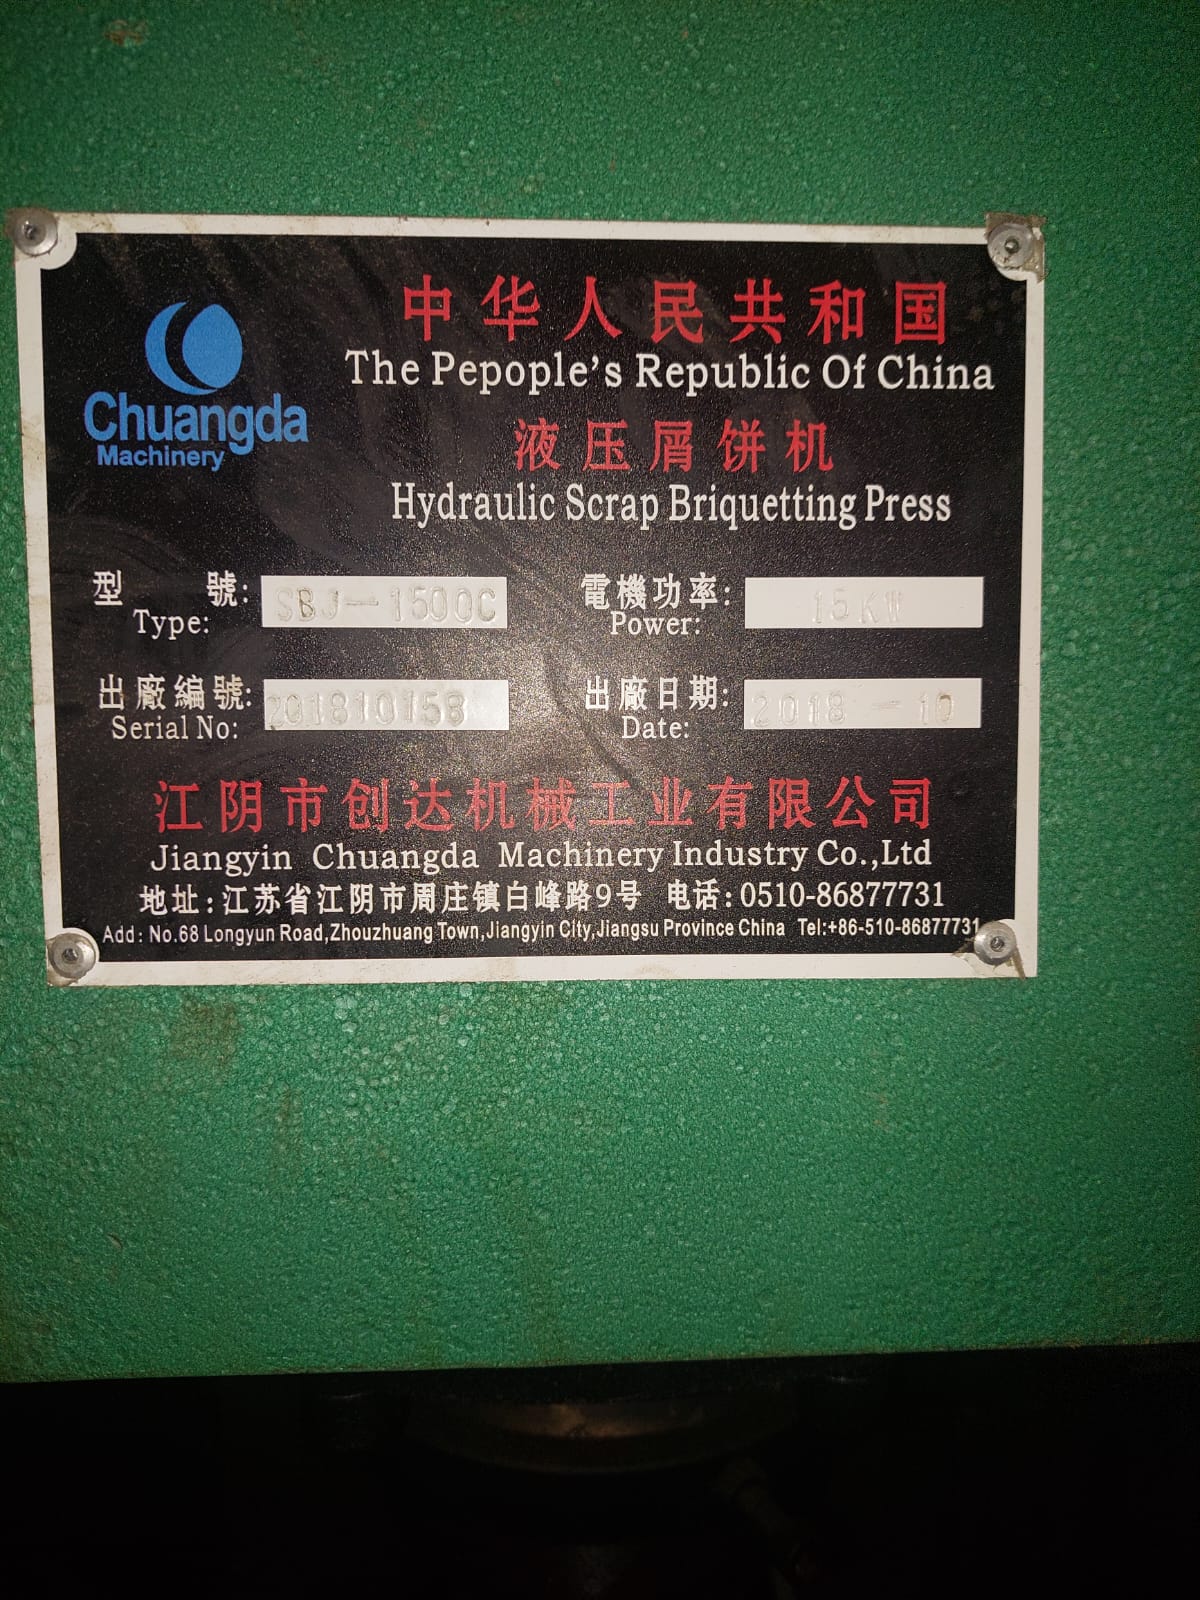 中华人民共和国
The Pepople's Republic Of China
Chuangda
Machinery
液压屑饼机
Hydraulic Scrap Briquetting Press
型 號: SBJ-1500C 電機功率: 15KW
Type: Power:
出廠編號: 201810158 出廠日期: 2018-10
Serial No: Date:
江阴市创达机械工业有限公司
Jiangyin Chuangda Machinery Industry Co.,Ltd
地址:江苏省江阴市周庄镇白峰路9号 电话:0510-86877731
Add: No.68 Longyun Road,Zhouzhuang Town,Jiangyin City,Jiangsu Province China Tel:+86-510-86877731